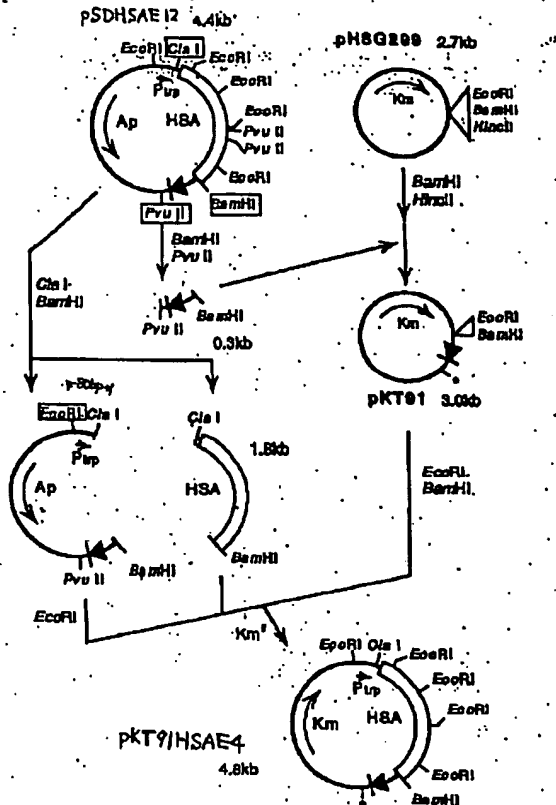 pSDHSAE12 4.4kb
EcoRI ClaI EcoRI
EcoRI
Ptrp
EcoRI
Ap HSA PvuII
PvuII
EcoRI
BamHI
PvuII
BamHI
PvuII
PvuII BamHI
0.3kb
ClaI-
BamHI
pHSG299 2.7kb
Km
EcoRI
BamHI
HincII
BamHI
HincII
Km
EcoRI
BamHI
pKT91 3.0kb
EcoRI-
BamHI
EcoRI-ClaI
Ptrp
Ap
BamHI
PvuII
EcoRI
ClaI
1.8kb
HSA
BamHI
Kmʳ
EcoRI ClaI EcoRI
Ptrp
EcoRI
Km HSA
EcoRI
EcoRI
BamHI
pKT91HSAE4
4.8kb